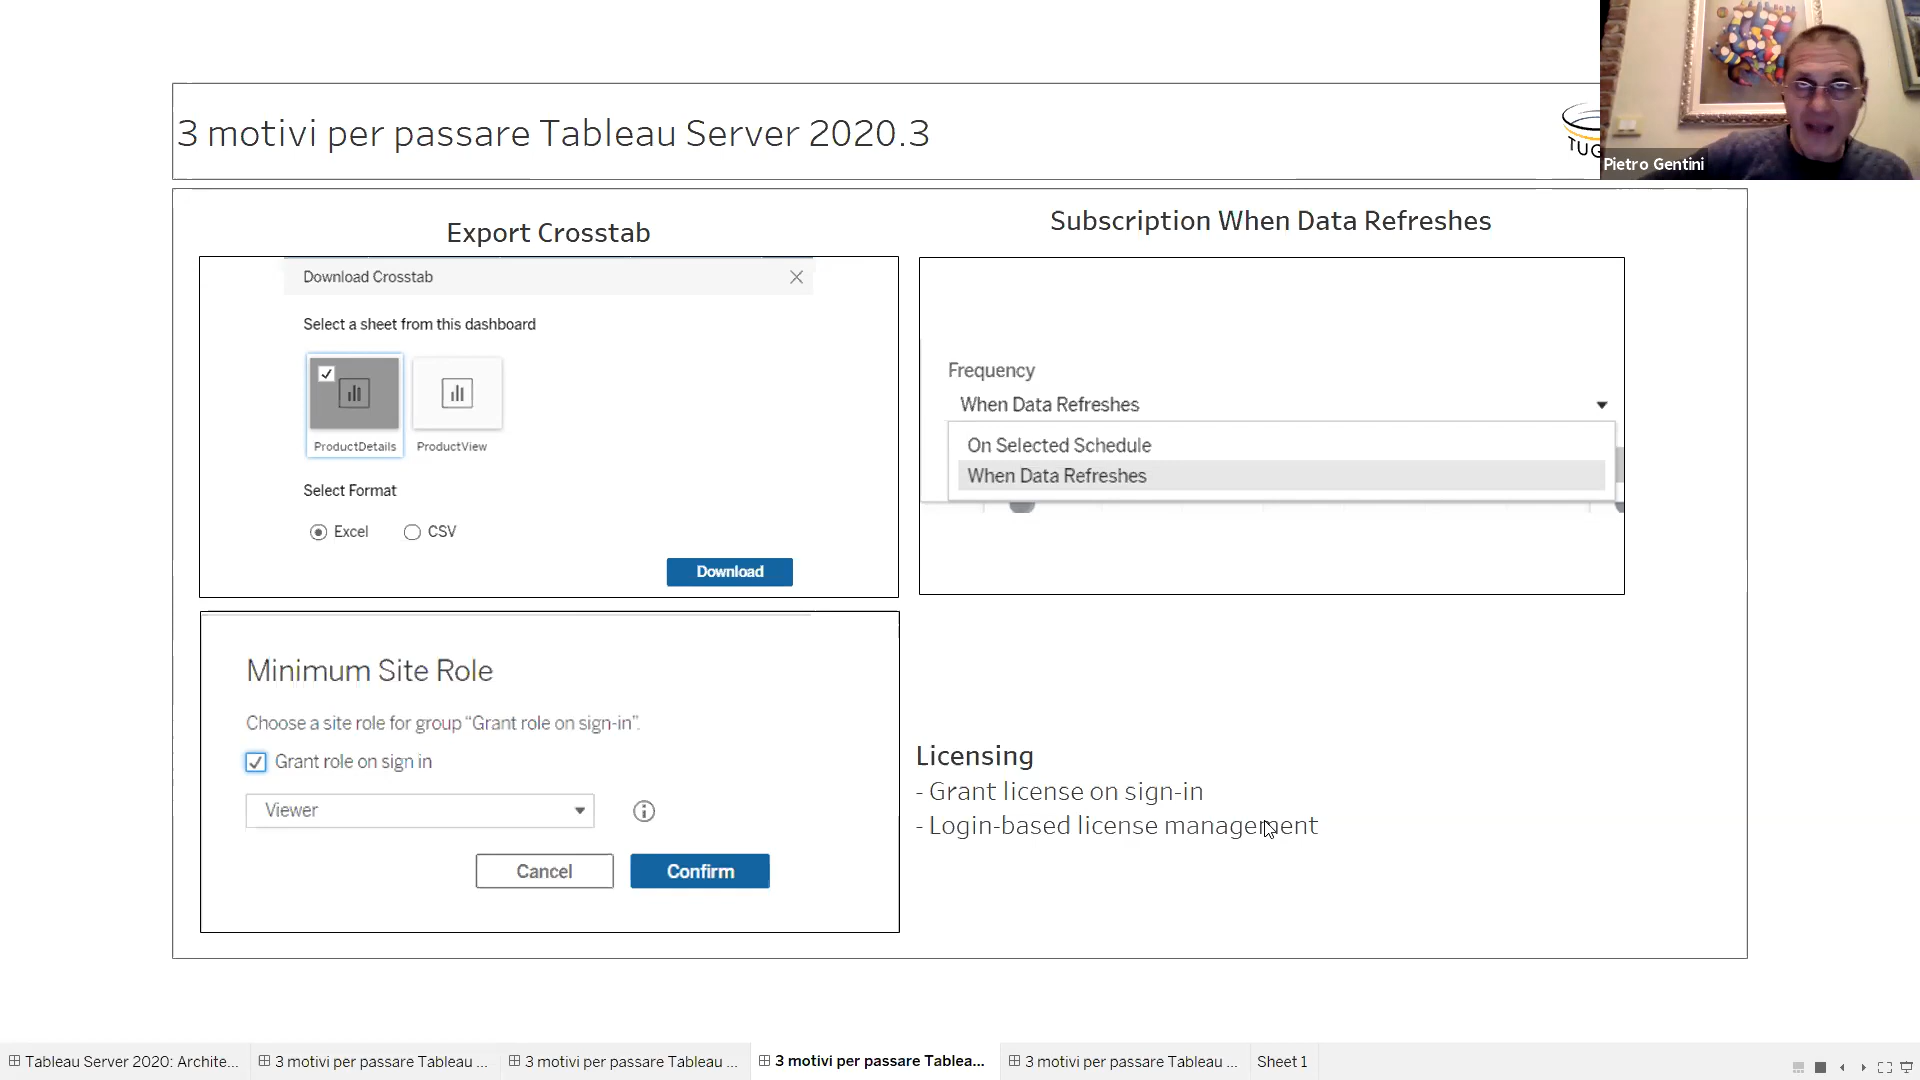 3 motivi per passare Tableau Server 2020.3
TUG
Pietro Gentini
Export Crosstab
Download Crosstab
Select a sheet from this dashboard
ProductDetails
ProductView
Select Format
Excel
CSV
Download
Subscription When Data Refreshes
Frequency
When Data Refreshes
On Selected Schedule
When Data Refreshes
Minimum Site Role
Choose a site role for group “Grant role on sign-in”.
Grant role on sign in
Viewer
Cancel
Confirm
Licensing
- Grant license on sign-in
- Login-based license management
Tableau Server 2020: Archite...
3 motivi per passare Tableau ...
3 motivi per passare Tableau ...
3 motivi per passare Tablea...
3 motivi per passare Tableau ...
Sheet 1